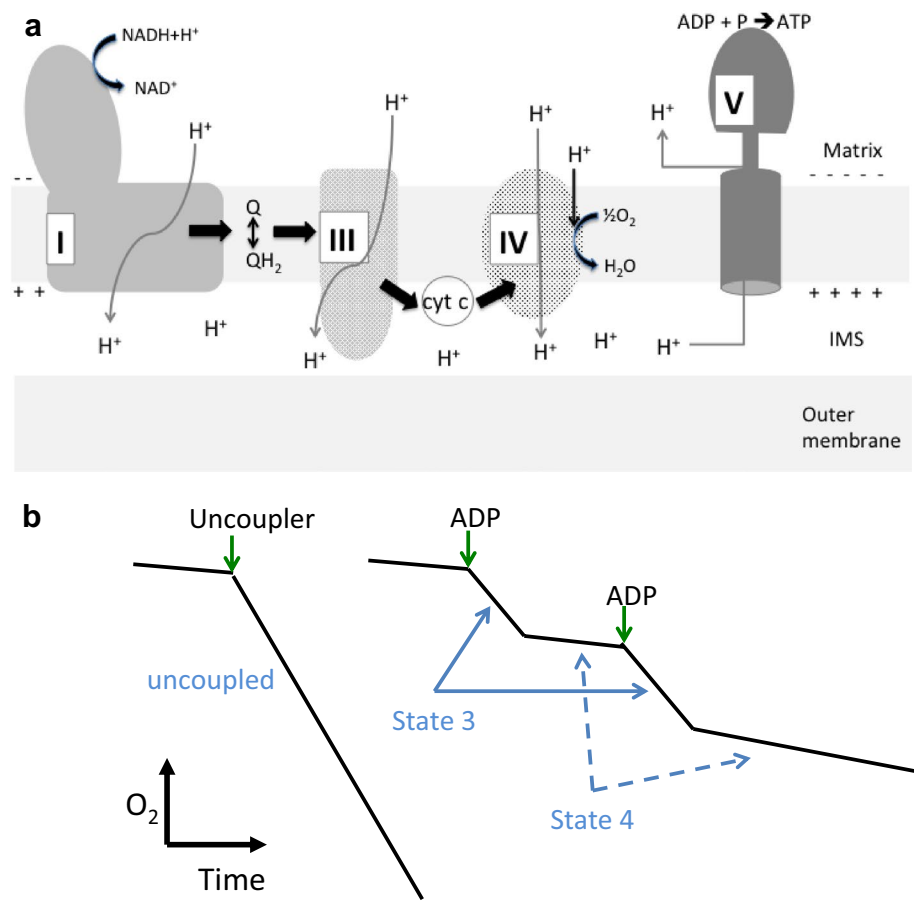 a
NADH+H⁺
NAD⁺
ADP + P ➔ ATP
H⁺
H⁺
H⁺
H⁺
H⁺
V
Matrix
- -
- - - - -
I
Q
QH₂
III
IV
½O₂
H₂O
cyt c
+ +
+ + + +
H⁺
H⁺
H⁺
H⁺
H⁺
H⁺
H⁺
IMS
Outer
membrane
b
Uncoupler
ADP
ADP
uncoupled
State 3
State 4
O₂
Time